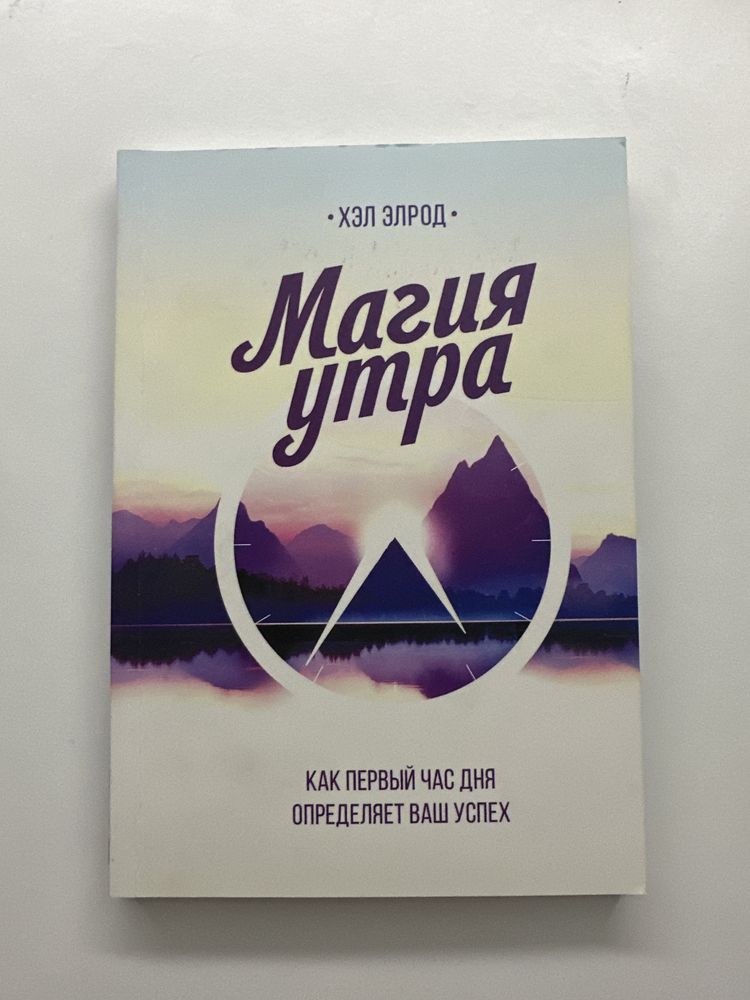 • ХЭЛ ЭЛРОД •
Магия
утра
КАК ПЕРВЫЙ ЧАС ДНЯ
ОПРЕДЕЛЯЕТ ВАШ УСПЕХ